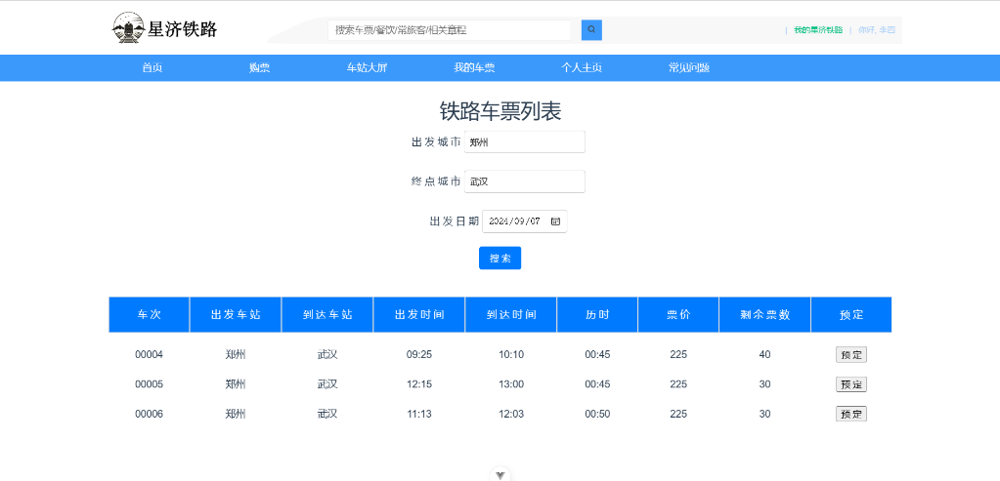 星济铁路
搜索车票/餐饮/常旅客/相关章程
| 我的星济铁路 | 你好, 李四
首页 购票 车站大屏 我的车票 个人主页 常见问题
铁路车票列表
出发城市 郑州
终点城市 武汉
出发日期 2024/09/07
搜索
车次 出发车站 到达车站 出发时间 到达时间 历时 票价 剩余票数 预定
00004 郑州 武汉 09:25 10:10 00:45 225 40 预定
00005 郑州 武汉 12:15 13:00 00:45 225 30 预定
00006 郑州 武汉 11:13 12:03 00:50 225 30 预定